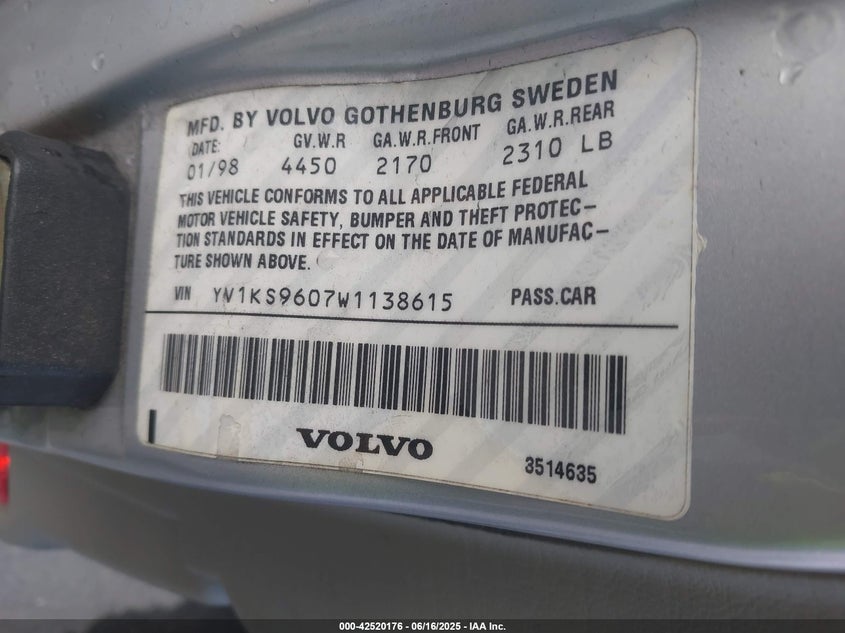 MFD. BY VOLVO GOTHENBURG SWEDEN
DATE: GV.W.R GA.W.R.FRONT GA.W.R.REAR
01/98 4450 2170 2310 LB
THIS VEHICLE CONFORMS TO ALL APPLICABLE FEDERAL
MOTOR VEHICLE SAFETY, BUMPER AND THEFT PROTEC–
TION STANDARDS IN EFFECT ON THE DATE OF MANUFAC–
TURE SHOWN ABOVE.
VIN YV1KS9607W1138615 PASS.CAR
VOLVO
3514635
000-42520176 - 06/16/2025 - IAA Inc.